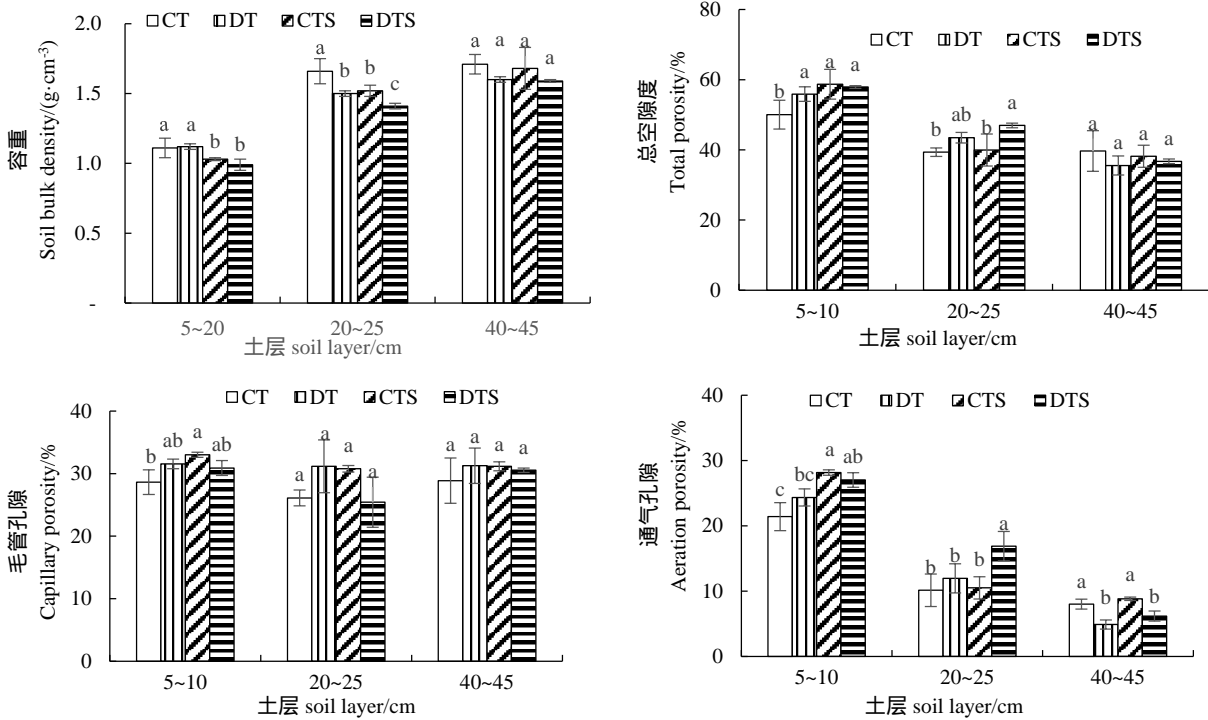 CT DT CTS DTS
容重
Soil bulk density/(g·cm⁻³)
2.0
1.5
1.0
0.5
-
a a b b
a b b c
a a a a
5~20 20~25 40~45
土层 soil layer/cm
CT DT CTS DTS
总空隙度
Total porosity/%
80
60
40
20
0
b a a a
b ab b a
a a a a
5~10 20~25 40~45
土层 soil layer/cm
CT DT CTS DTS
毛管孔隙
Capillary porosity/%
40
30
20
10
0
b ab a ab
a a a a
a a a a
5~10 20~25 40~45
土层 soil layer/cm
CT DT CTS DTS
通气孔隙
Aeration porosity/%
40
30
20
10
0
c bc a ab
b b b a
a b a b
5~10 20~25 40~45
土层 soil layer/cm